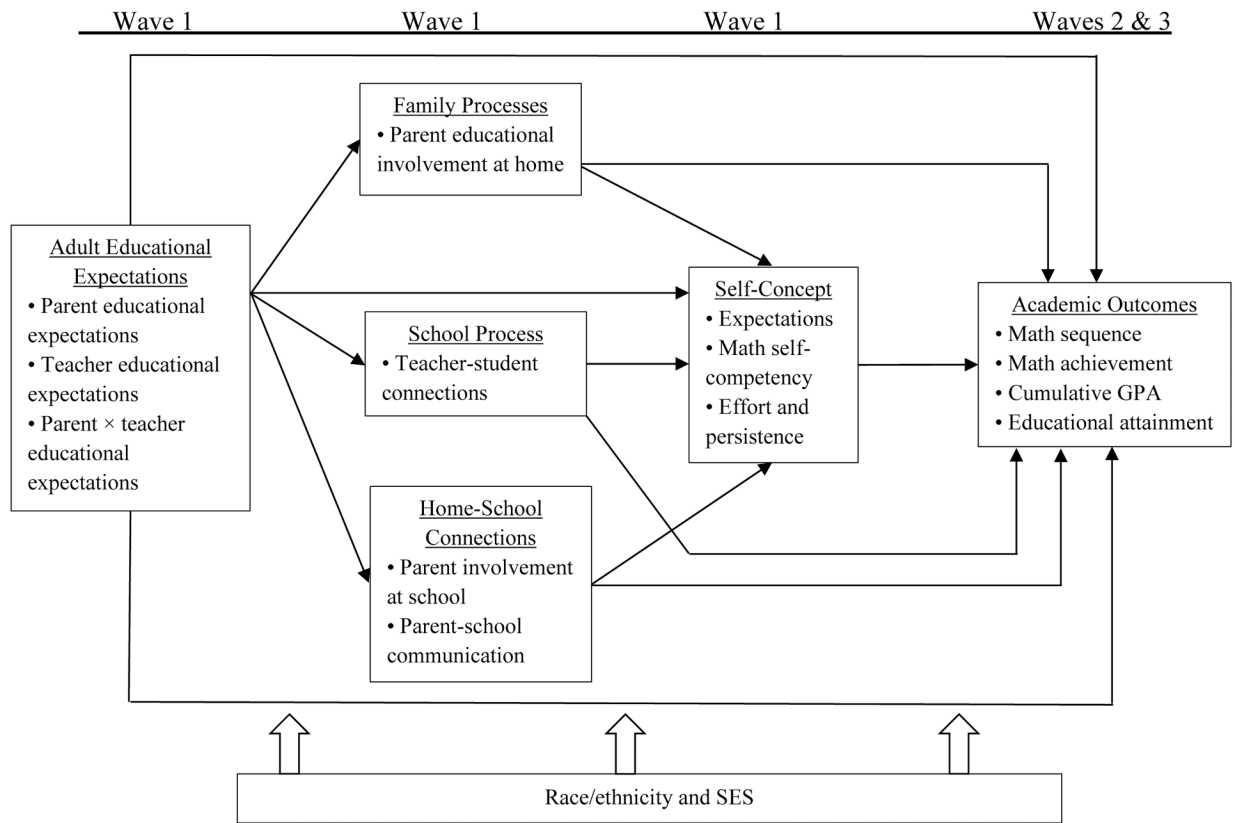 Wave 1
Wave 1
Wave 1
Waves 2 & 3
Family Processes
• Parent educational
involvement at home
Adult Educational
Expectations
• Parent educational
expectations
• Teacher educational
expectations
• Parent × teacher
educational
expectations
School Process
• Teacher-student
connections
Home-School
Connections
• Parent involvement
at school
• Parent-school
communication
Self-Concept
• Expectations
• Math self-
competency
• Effort and
persistence
Academic Outcomes
• Math sequence
• Math achievement
• Cumulative GPA
• Educational attainment
Race/ethnicity and SES